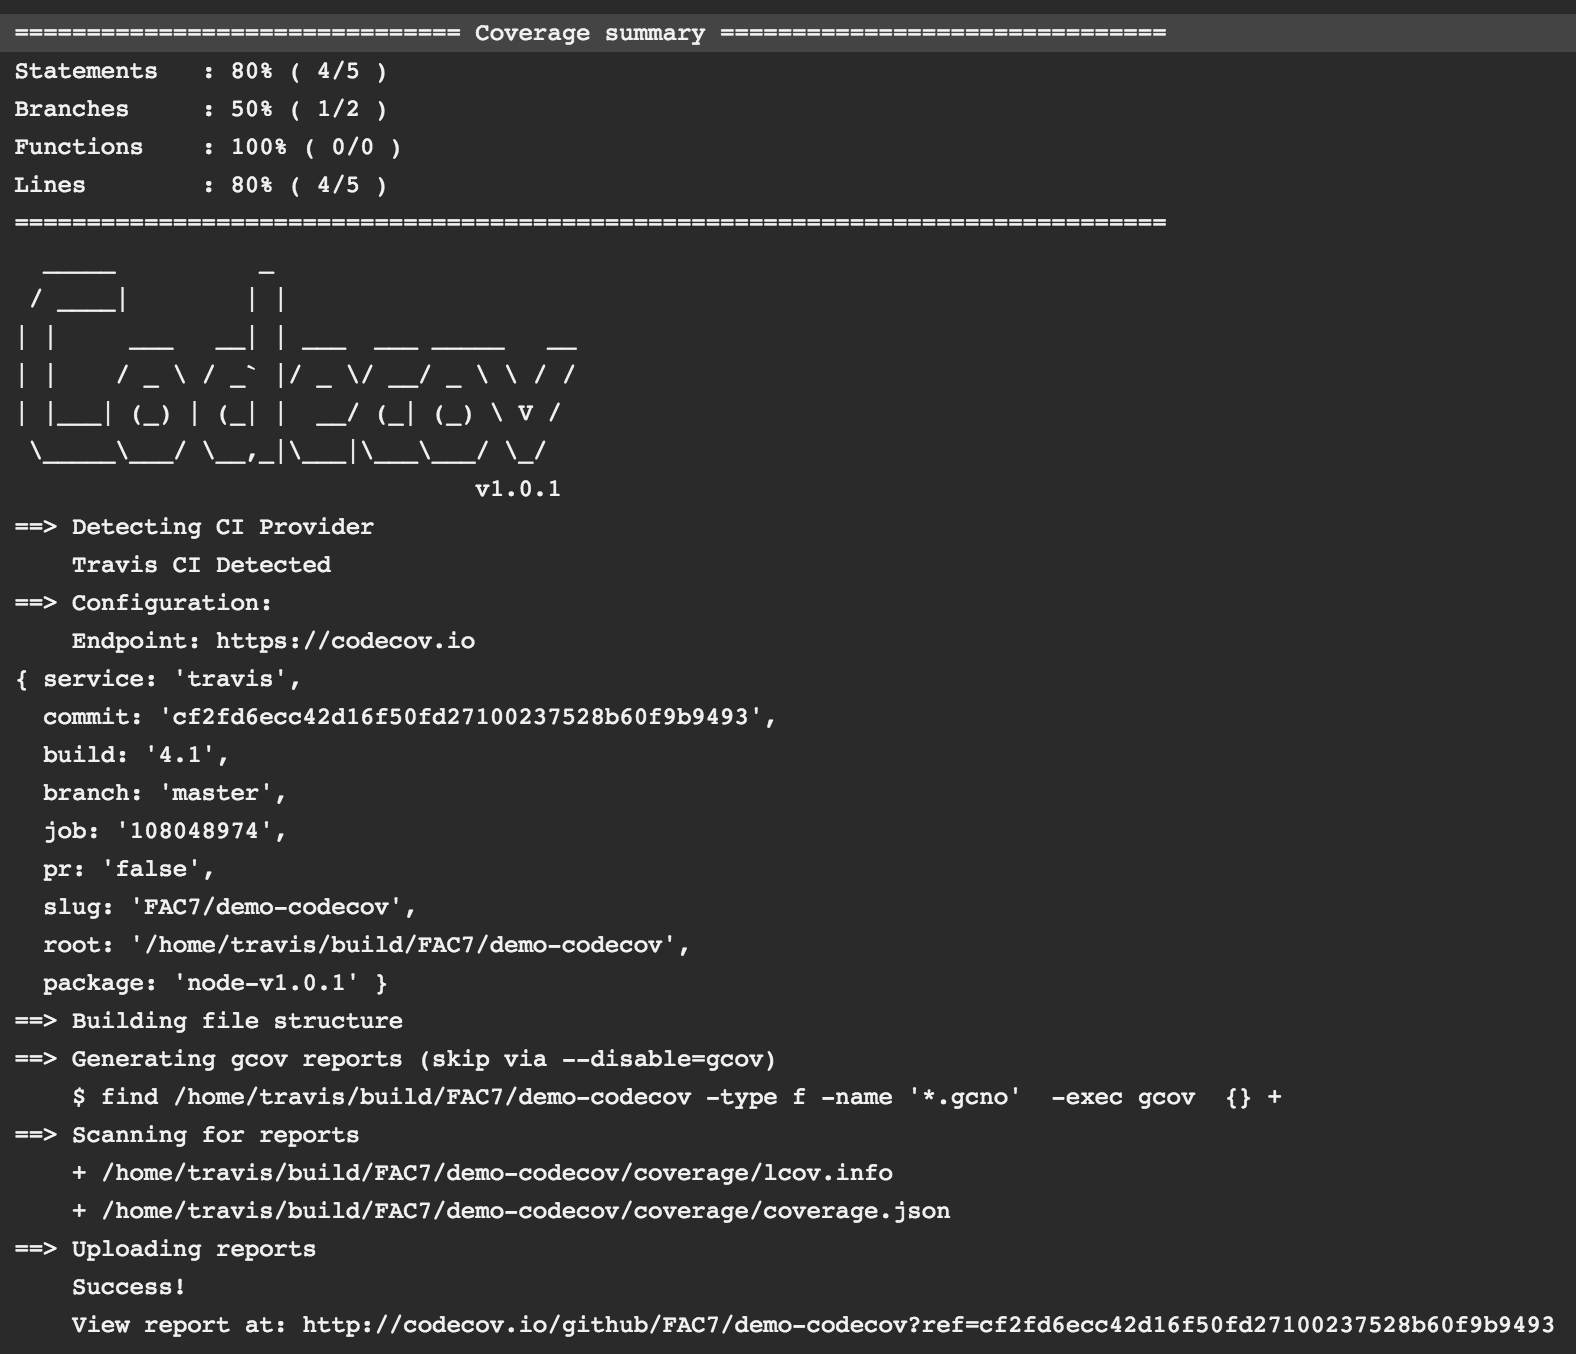 =============================== Coverage summary ===============================
Statements   : 80% ( 4/5 )
Branches     : 50% ( 1/2 )
Functions    : 100% ( 0/0 )
Lines        : 80% ( 4/5 )
================================================================================
  _____          _
 / ____|        | |
| |     ___   __| | ___  ___ _____   __
| |    / _ \ / _` |/ _ \/ __/ _ \ \ / /
| |___| (_) | (_| |  __/ (_| (_) \ V /
 \_____\___/ \__,_|\___|\___\___/ \_/
                                v1.0.1
==> Detecting CI Provider
    Travis CI Detected
==> Configuration:
    Endpoint: https://codecov.io
{ service: 'travis',
  commit: 'cf2fd6ecc42d16f50fd27100237528b60f9b9493',
  build: '4.1',
  branch: 'master',
  job: '108048974',
  pr: 'false',
  slug: 'FAC7/demo-codecov',
  root: '/home/travis/build/FAC7/demo-codecov',
  package: 'node-v1.0.1' }
==> Building file structure
==> Generating gcov reports (skip via --disable=gcov)
    $ find /home/travis/build/FAC7/demo-codecov -type f -name '*.gcno'  -exec gcov  {} +
==> Scanning for reports
    + /home/travis/build/FAC7/demo-codecov/coverage/lcov.info
    + /home/travis/build/FAC7/demo-codecov/coverage/coverage.json
==> Uploading reports
    Success!
    View report at: http://codecov.io/github/FAC7/demo-codecov?ref=cf2fd6ecc42d16f50fd27100237528b60f9b9493